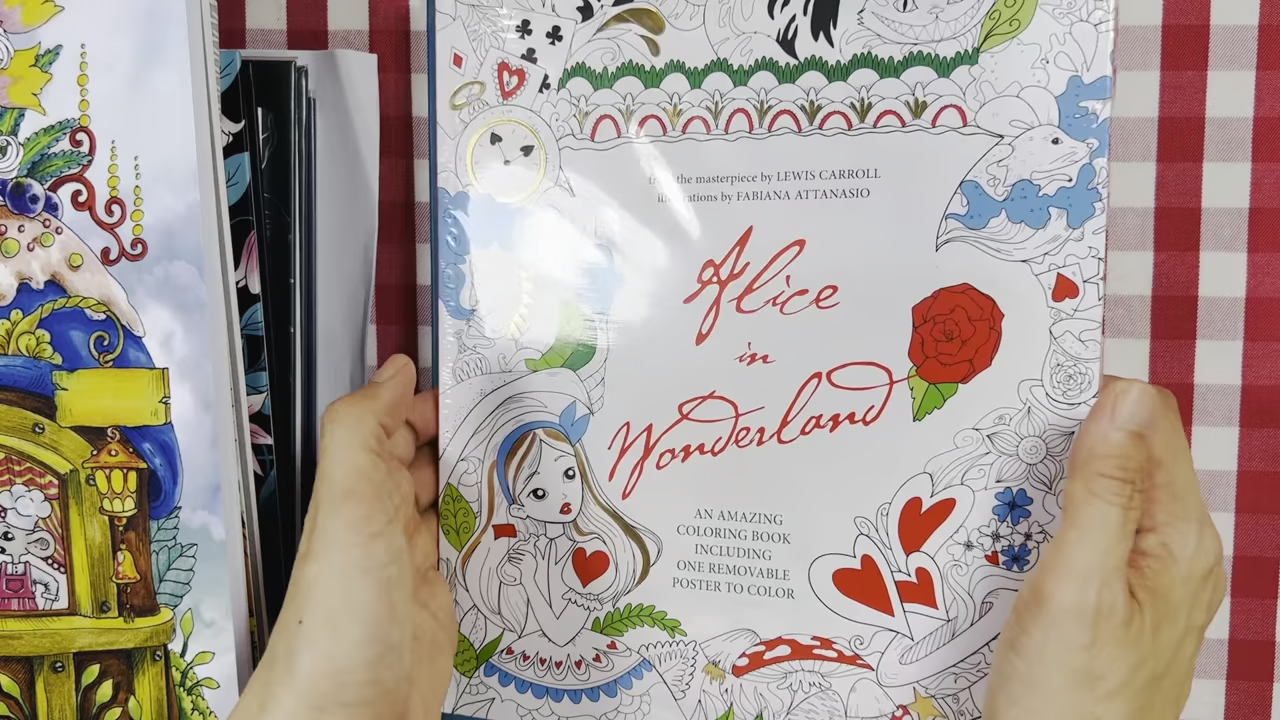 the masterpiece by LEWIS CARROLL
by FABIANA ATTANASIO
Alice
in
Wonderland
AN AMAZING
COLORING BOOK
INCLUDING
ONE REMOVABLE
POSTER TO COLOR